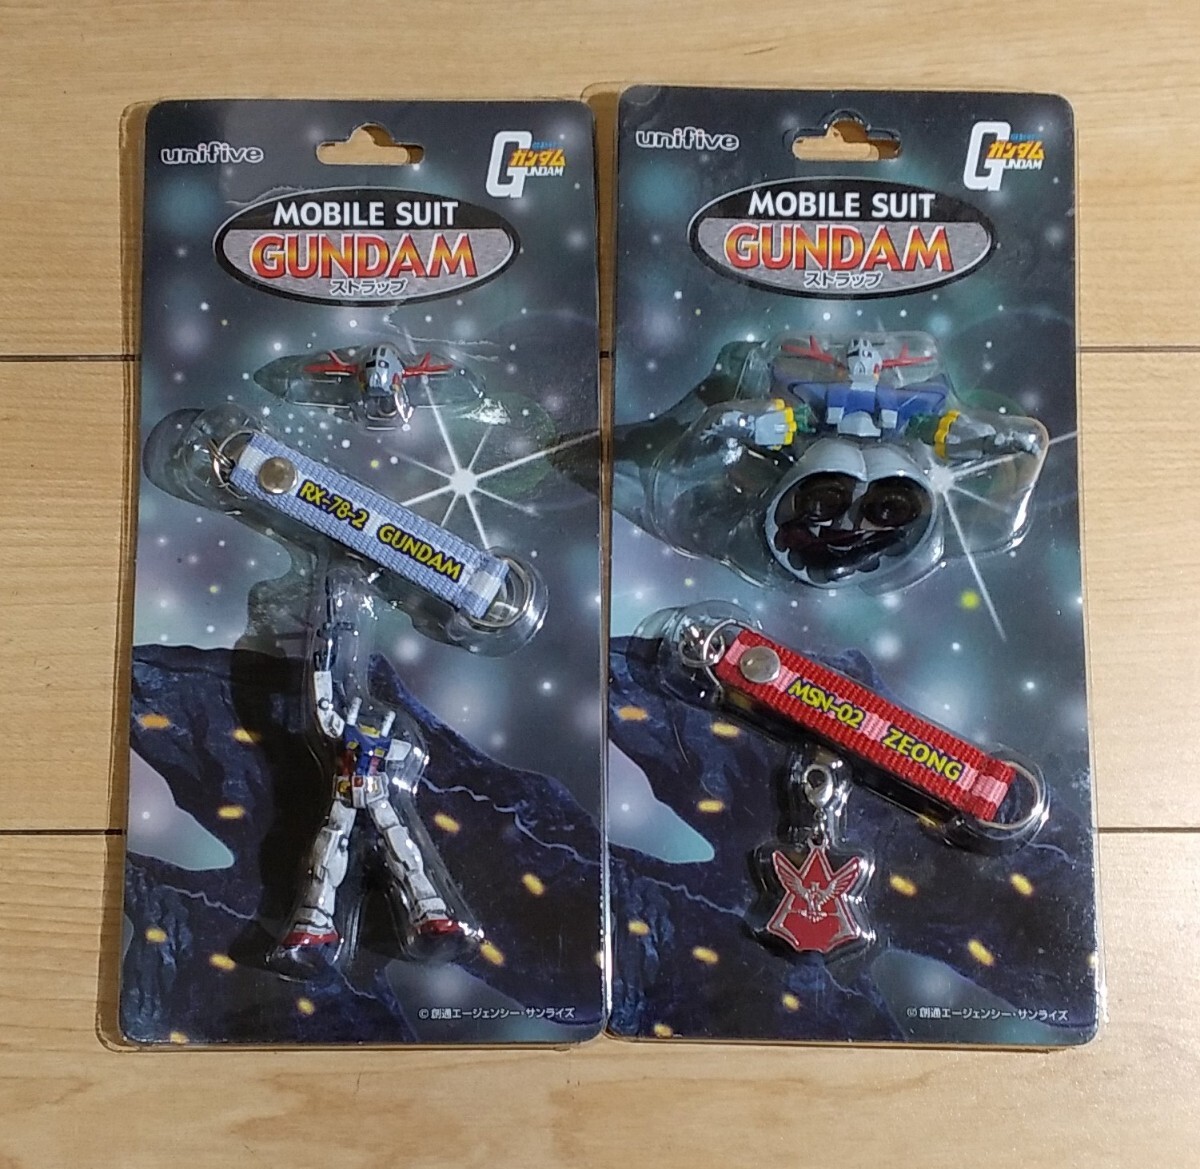 unifive
ガンダム
GUNDAM
MOBILE SUIT
GUNDAM
ストラップ
RX-78-2 GUNDAM
© 創通エージェンシー・サンライズ
unifive
ガンダム
GUNDAM
MOBILE SUIT
GUNDAM
ストラップ
MSN-02 ZEONG
© 創通エージェンシー・サンライズ